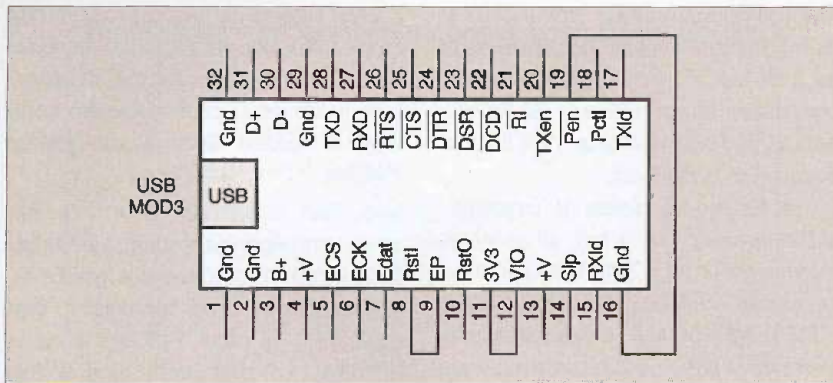 32 31 30 29 28 27 26 25 24 23 22 21 20 19 18 17
Gnd D+ D- Gnd TXD RXD RTS CTS DTR DSR DCD RI TXen Pen Pctl TXld
USB
MOD3
USB
Gnd Gnd B+ +V ECS ECK Edat RstI EP RstO 3V3 VIO +V Slp RXld Gnd
1 2 3 4 5 6 7 8 9 10 11 12 13 14 15 16